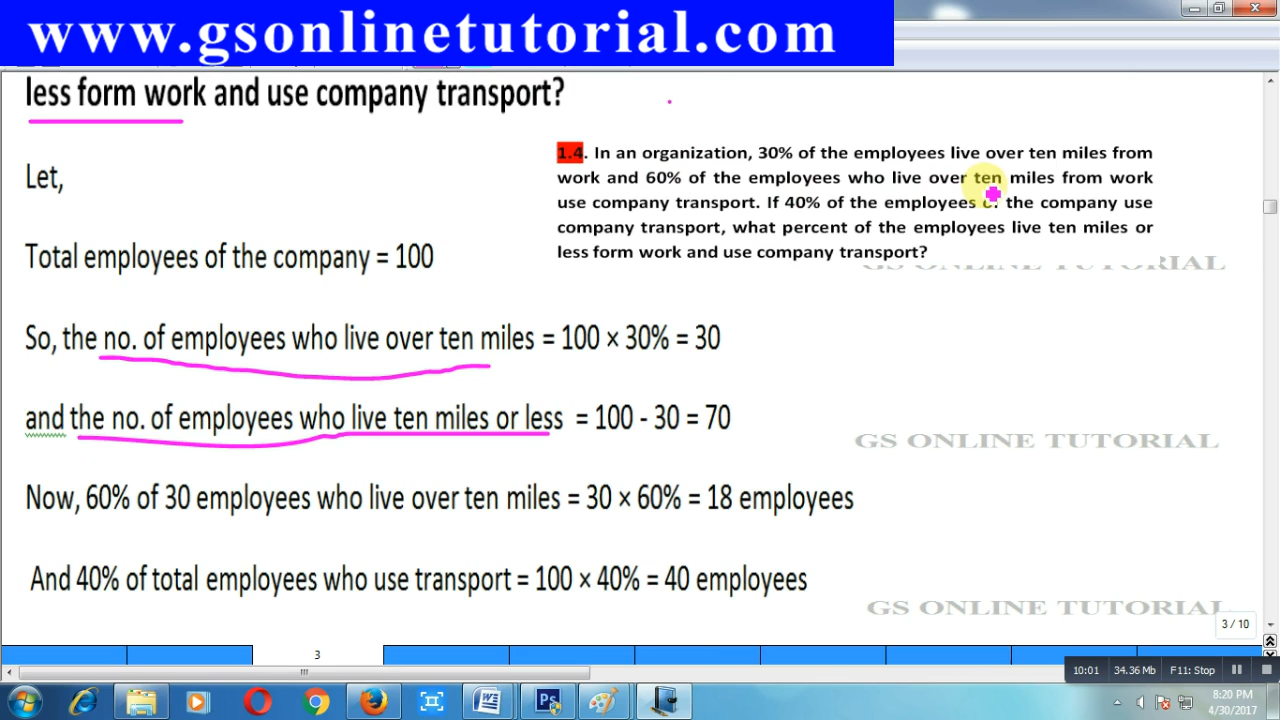 www.gsonlinetutorial.com
less form work and use company transport?
1.4. In an organization, 30% of the employees live over ten miles from
work and 60% of the employees who live over ten miles from work
use company transport. If 40% of the employees of the company use
company transport, what percent of the employees live ten miles or
less form work and use company transport?
GS ONLINE TUTORIAL
Let,
Total employees of the company = 100
So, the no. of employees who live over ten miles = 100 × 30% = 30
and the no. of employees who live ten miles or less = 100 - 30 = 70
GS ONLINE TUTORIAL
Now, 60% of 30 employees who live over ten miles = 30 × 60% = 18 employees
And 40% of total employees who use transport = 100 × 40% = 40 employees
GS ONLINE TUTORIAL
3 / 10
3
10:01 34.36 Mb F11: Stop
8:20 PM
4/30/2017